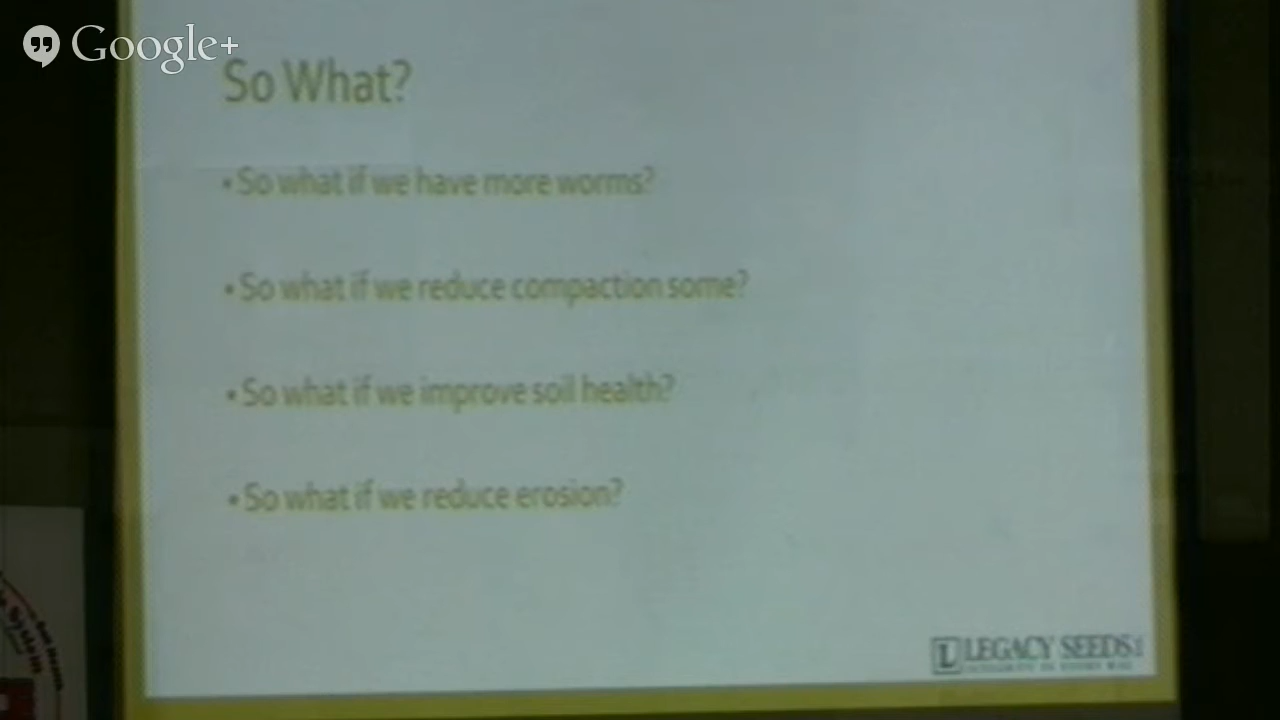 Google+
So What?
• So what if we have more worms?
• So what if we reduce compaction some?
• So what if we improve soil health?
• So what if we reduce erosion?
L LEGACY SEEDS
System